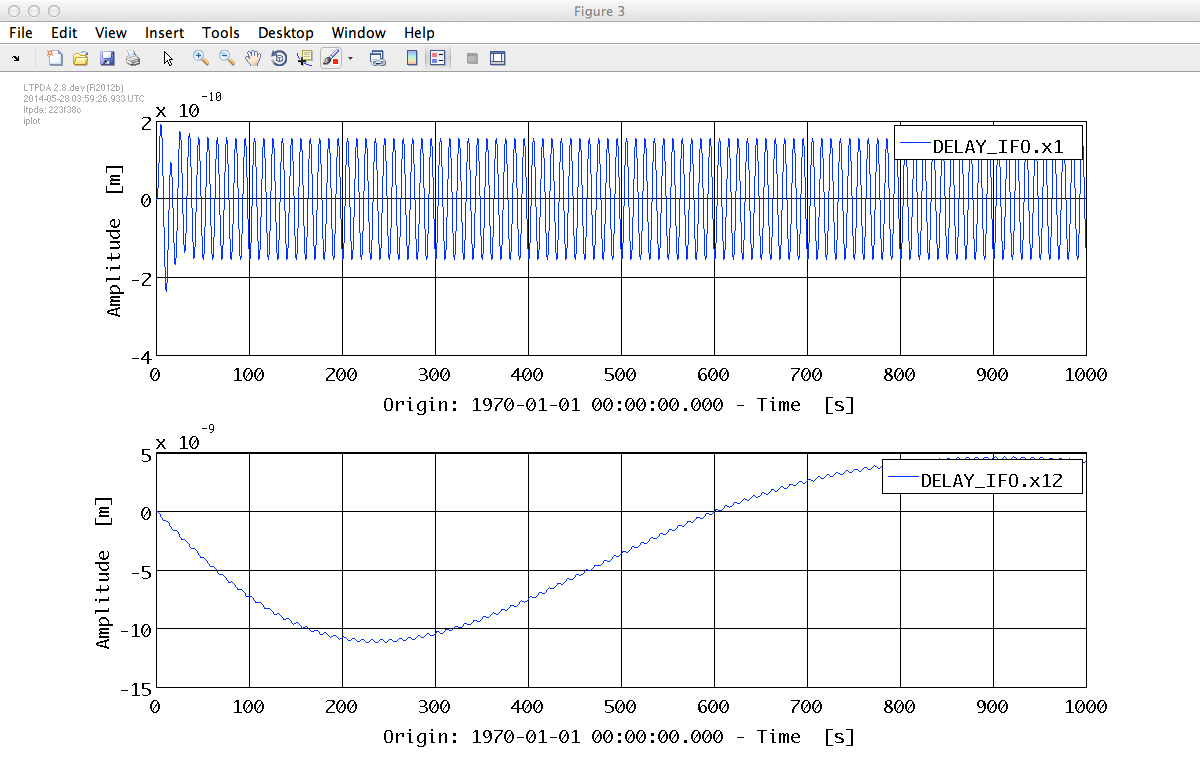 Figure 3
File Edit View Insert Tools Desktop Window Help
LTPDA 2.8.dev (R2012b)
2014-05-28 03:59:26.933 UTC
ltpda: 223f38c
iplot
x 10^-10
2
0
-2
-4
Amplitude [m]
DELAY_IFO.x1
0 100 200 300 400 500 600 700 800 900 1000
Origin: 1970-01-01 00:00:00.000 - Time [s]
x 10^-9
5
0
-5
-10
-15
Amplitude [m]
DELAY_IFO.x12
0 100 200 300 400 500 600 700 800 900 1000
Origin: 1970-01-01 00:00:00.000 - Time [s]